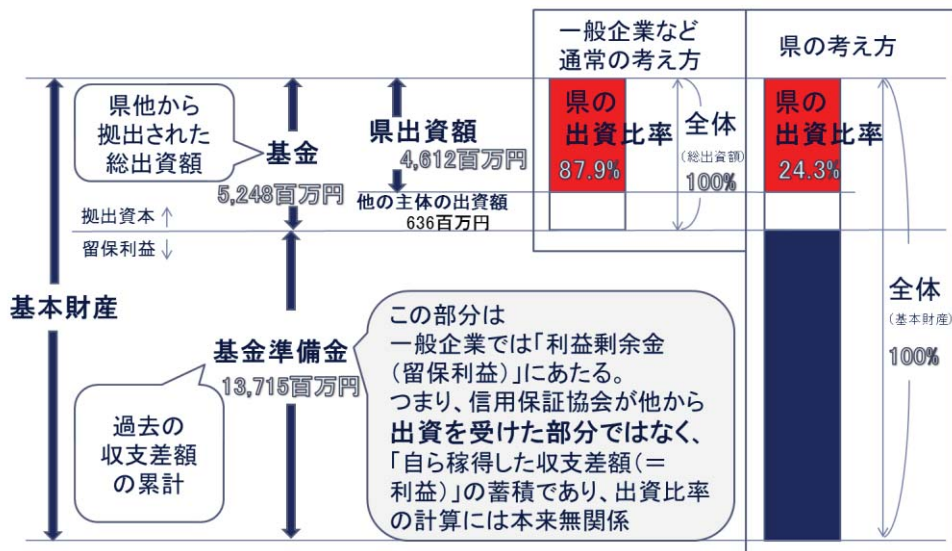 一般企業など
通常の考え方
県の考え方
県他から
拠出された
総出資額
基金
5,248百万円
県出資額
4,612百万円
他の主体の出資額
636百万円
県の
出資比率
87.9%
全体
(総出資額)
100%
県の
出資比率
24.3%
拠出資本 ↑
留保利益 ↓
基本財産
基金準備金
13,715百万円
過去の
収支差額
の累計
この部分は
一般企業では「利益剰余金
(留保利益)」にあたる。
つまり、信用保証協会が他から
出資を受けた部分ではなく、
「自ら稼得した収支差額(=
利益)」の蓄積であり、出資比率
の計算には本来無関係
全体
(基本財産)
100%